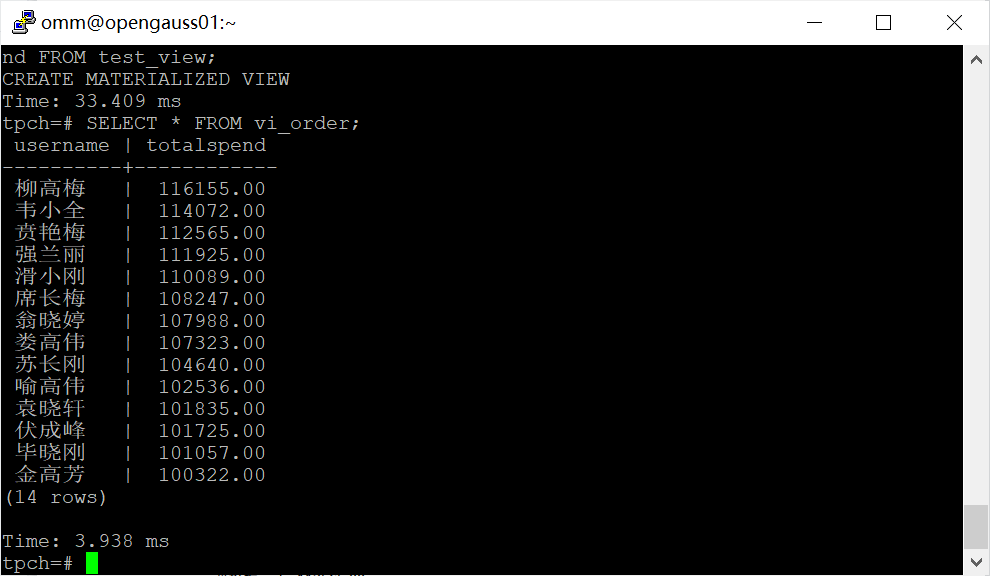 omm@opengauss01:~
nd FROM test_view;
CREATE MATERIALIZED VIEW
Time: 33.409 ms
tpch=# SELECT * FROM vi_order;
username | totalspend
----------+------------
柳高梅 | 116155.00
韦小全 | 114072.00
贲艳梅 | 112565.00
强兰丽 | 111925.00
滑小刚 | 110089.00
席长梅 | 108247.00
翁晓婷 | 107988.00
娄高伟 | 107323.00
苏长刚 | 104640.00
喻高伟 | 102536.00
袁晓轩 | 101835.00
伏成峰 | 101725.00
毕晓刚 | 101057.00
金高芳 | 100322.00
(14 rows)
Time: 3.938 ms
tpch=#